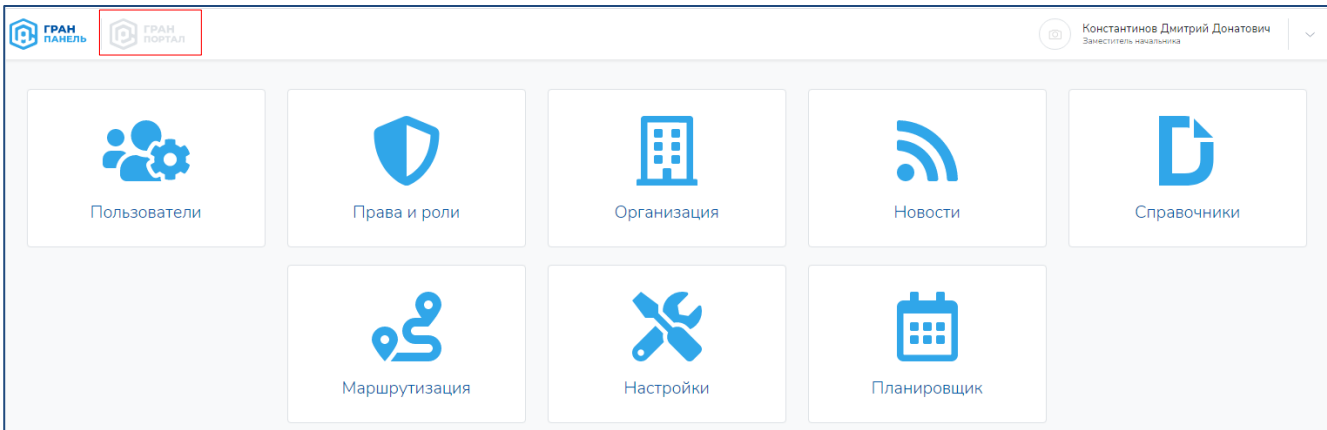 ГРАН
ПАНЕЛЬ
ГРАН
ПОРТАЛ
Константинов Дмитрий Донатович
Заместитель начальника
Пользователи
Права и роли
Организация
Новости
Справочники
Маршрутизация
Настройки
Планировщик